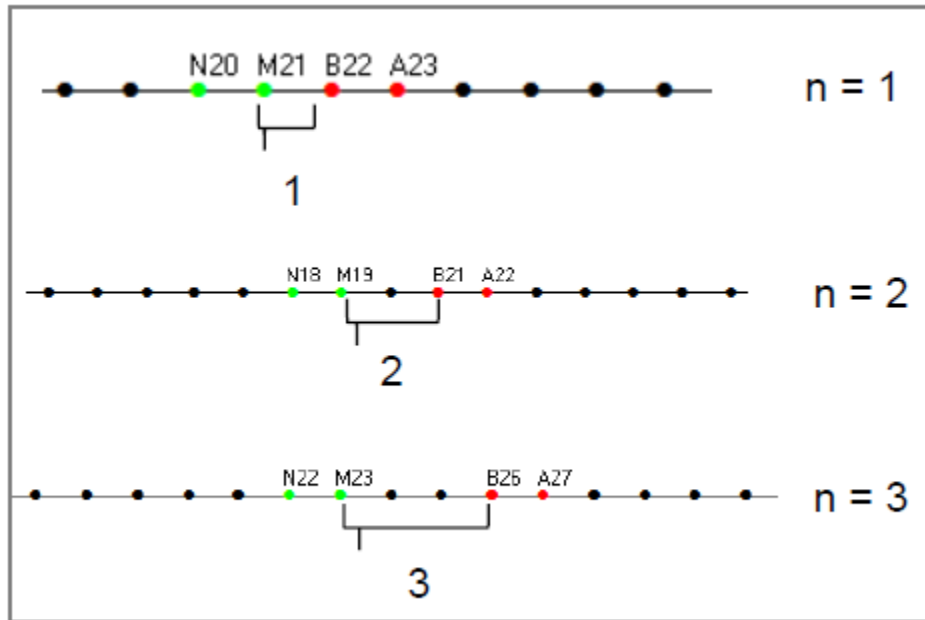 N20 M21 B22 A23
n = 1
1
N18 M19 B21 A22
n = 2
2
N22 M23 B26 A27
n = 3
3